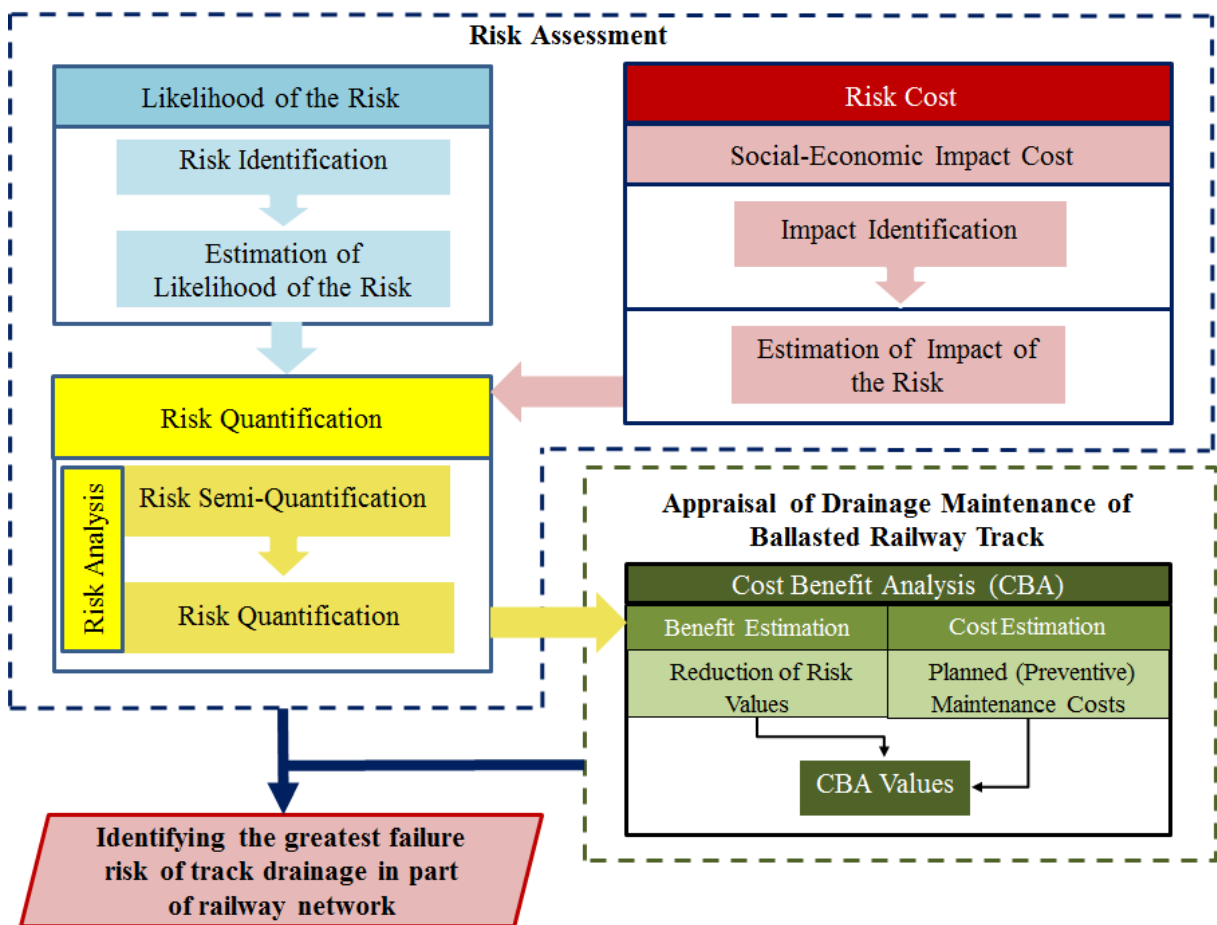 Risk Assessment
Likelihood of the Risk
Risk Identification
Estimation of
Likelihood of the Risk
Risk Cost
Social-Economic Impact Cost
Impact Identification
Estimation of Impact of
the Risk
Risk Quantification
Risk Analysis
Risk Semi-Quantification
Risk Quantification
Appraisal of Drainage Maintenance of
Ballasted Railway Track
Cost Benefit Analysis (CBA)
Benefit Estimation
Cost Estimation
Reduction of Risk
Values
Planned (Preventive)
Maintenance Costs
CBA Values
Identifying the greatest failure
risk of track drainage in part
of railway network